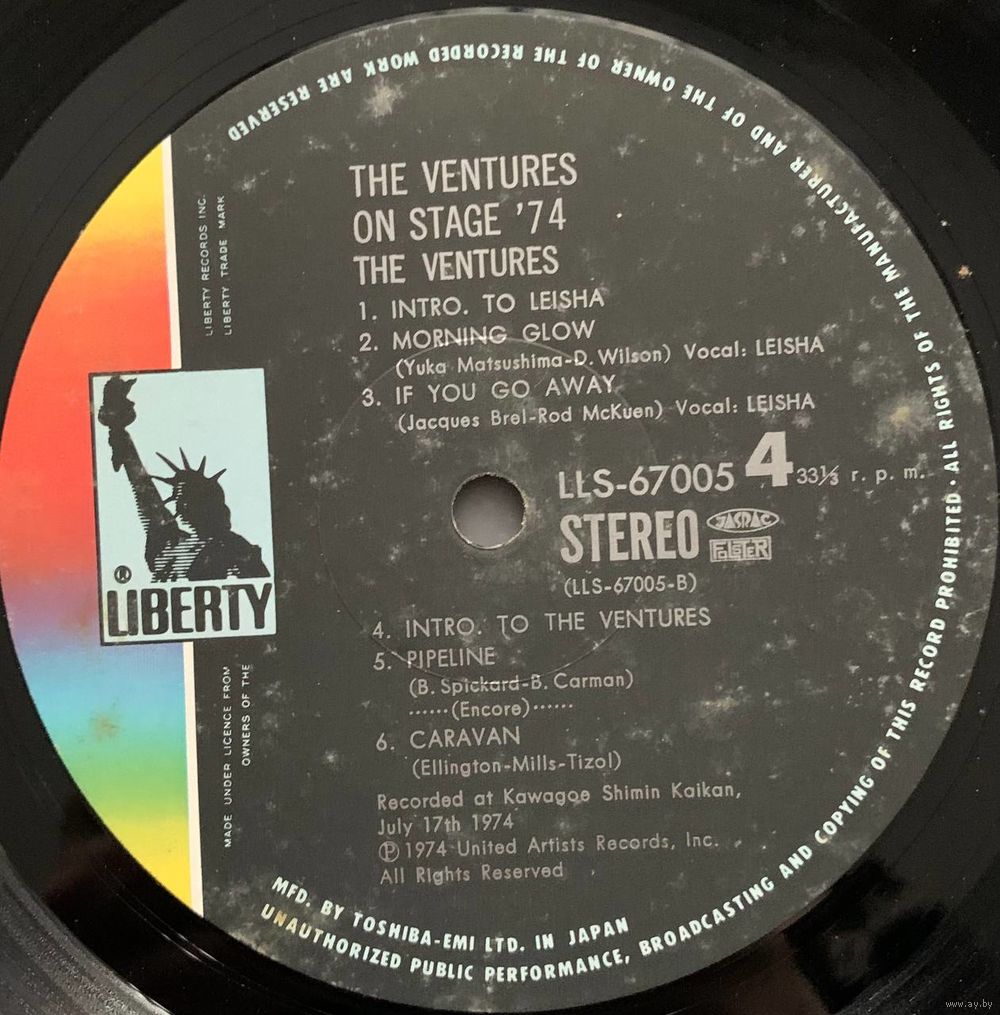 THE VENTURES
ON STAGE '74
THE VENTURES
1. INTRO. TO LEISHA
2. MORNING GLOW
(Yuka Matsushima-D. Wilson) Vocal: LEISHA
3. IF YOU GO AWAY
(Jacques Brel-Rod McKuen) Vocal: LEISHA
LLS-67005 4 33⅓ r. p. m.
STEREO JASRAC
FOLSTER
(LLS-67005-B)
4. INTRO. TO THE VENTURES
5. PIPELINE
(B. Spickard-B. Carman)
······(Encore)······
6. CARAVAN
(Ellington-Mills-Tizol)
Recorded at Kawagoe Shimin Kaikan,
July 17th 1974
Ⓟ 1974 United Artists Records, Inc.
All Rights Reserved
LIBERTY RECORDS INC.
LIBERTY TRADE MARK
® LIBERTY
MADE UNDER LICENCE FROM
OWNERS OF THE
MFD. BY TOSHIBA-EMI LTD. IN JAPAN
UNAUTHORIZED PUBLIC PERFORMANCE, BROADCASTING AND COPYING OF THIS RECORD PROHIBITED · ALL RIGHTS OF THE MANUFACTURER AND OF THE OWNER OF THE RECORDED WORK ARE RESERVED
www.ay.by